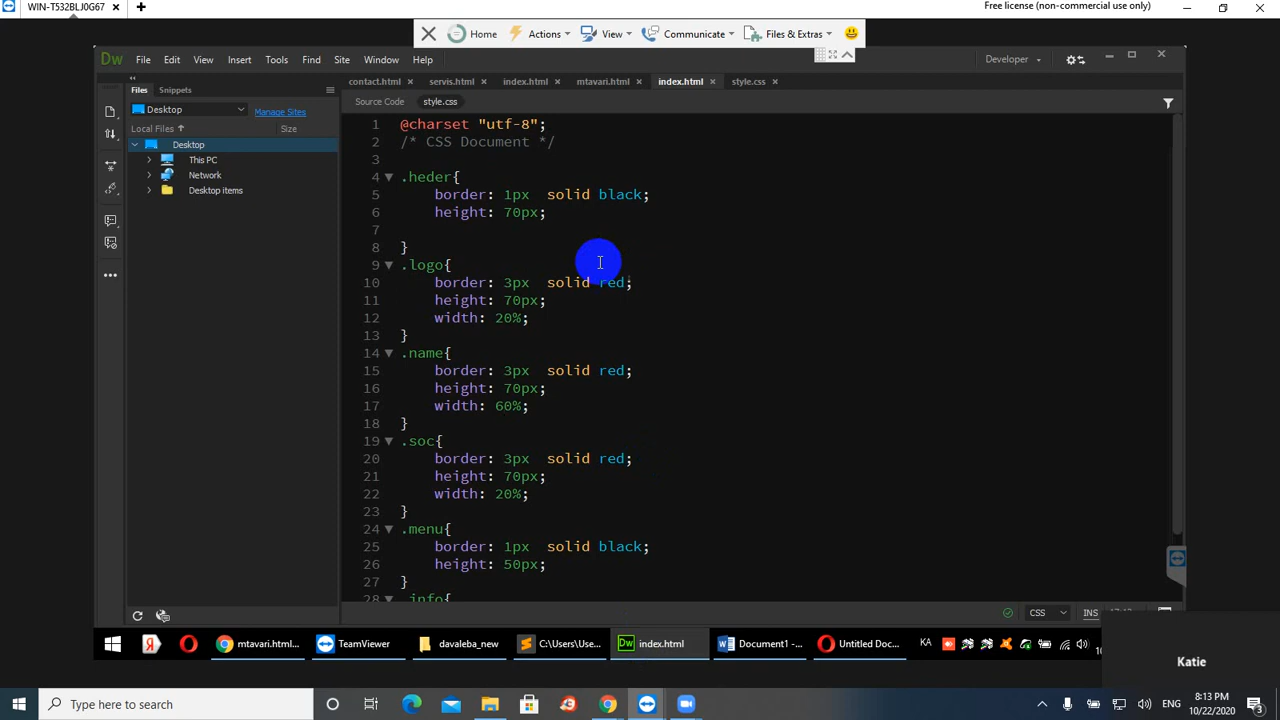 WIN-T532BLJ0G67
Free license (non-commercial use only)
Home Actions View Communicate Files & Extras
Dw File Edit View Insert Tools Find Site Window Help Developer
Files Snippets
contact.html servis.html index.html mtavari.html index.html style.css
Desktop Manage Sites
Source Code style.css
Local Files Size
Desktop
This PC
Network
Desktop items
1 @charset "utf-8";
2 /* CSS Document */
3
4 .heder{
5 border: 1px solid black;
6 height: 70px;
7
8 }
9 .logo{
10 border: 3px solid red;
11 height: 70px;
12 width: 20%;
13 }
14 .name{
15 border: 3px solid red;
16 height: 70px;
17 width: 60%;
18 }
19 .soc{
20 border: 3px solid red;
21 height: 70px;
22 width: 20%;
23 }
24 .menu{
25 border: 1px solid black;
26 height: 50px;
27 }
28 .info{
CSS INS
mtavari.html... TeamViewer davaleba_new C:\Users\Use... Dw index.html Document1 -... Untitled Doc... KA
Katie
Type here to search
ENG 8:13 PM
10/22/2020
3